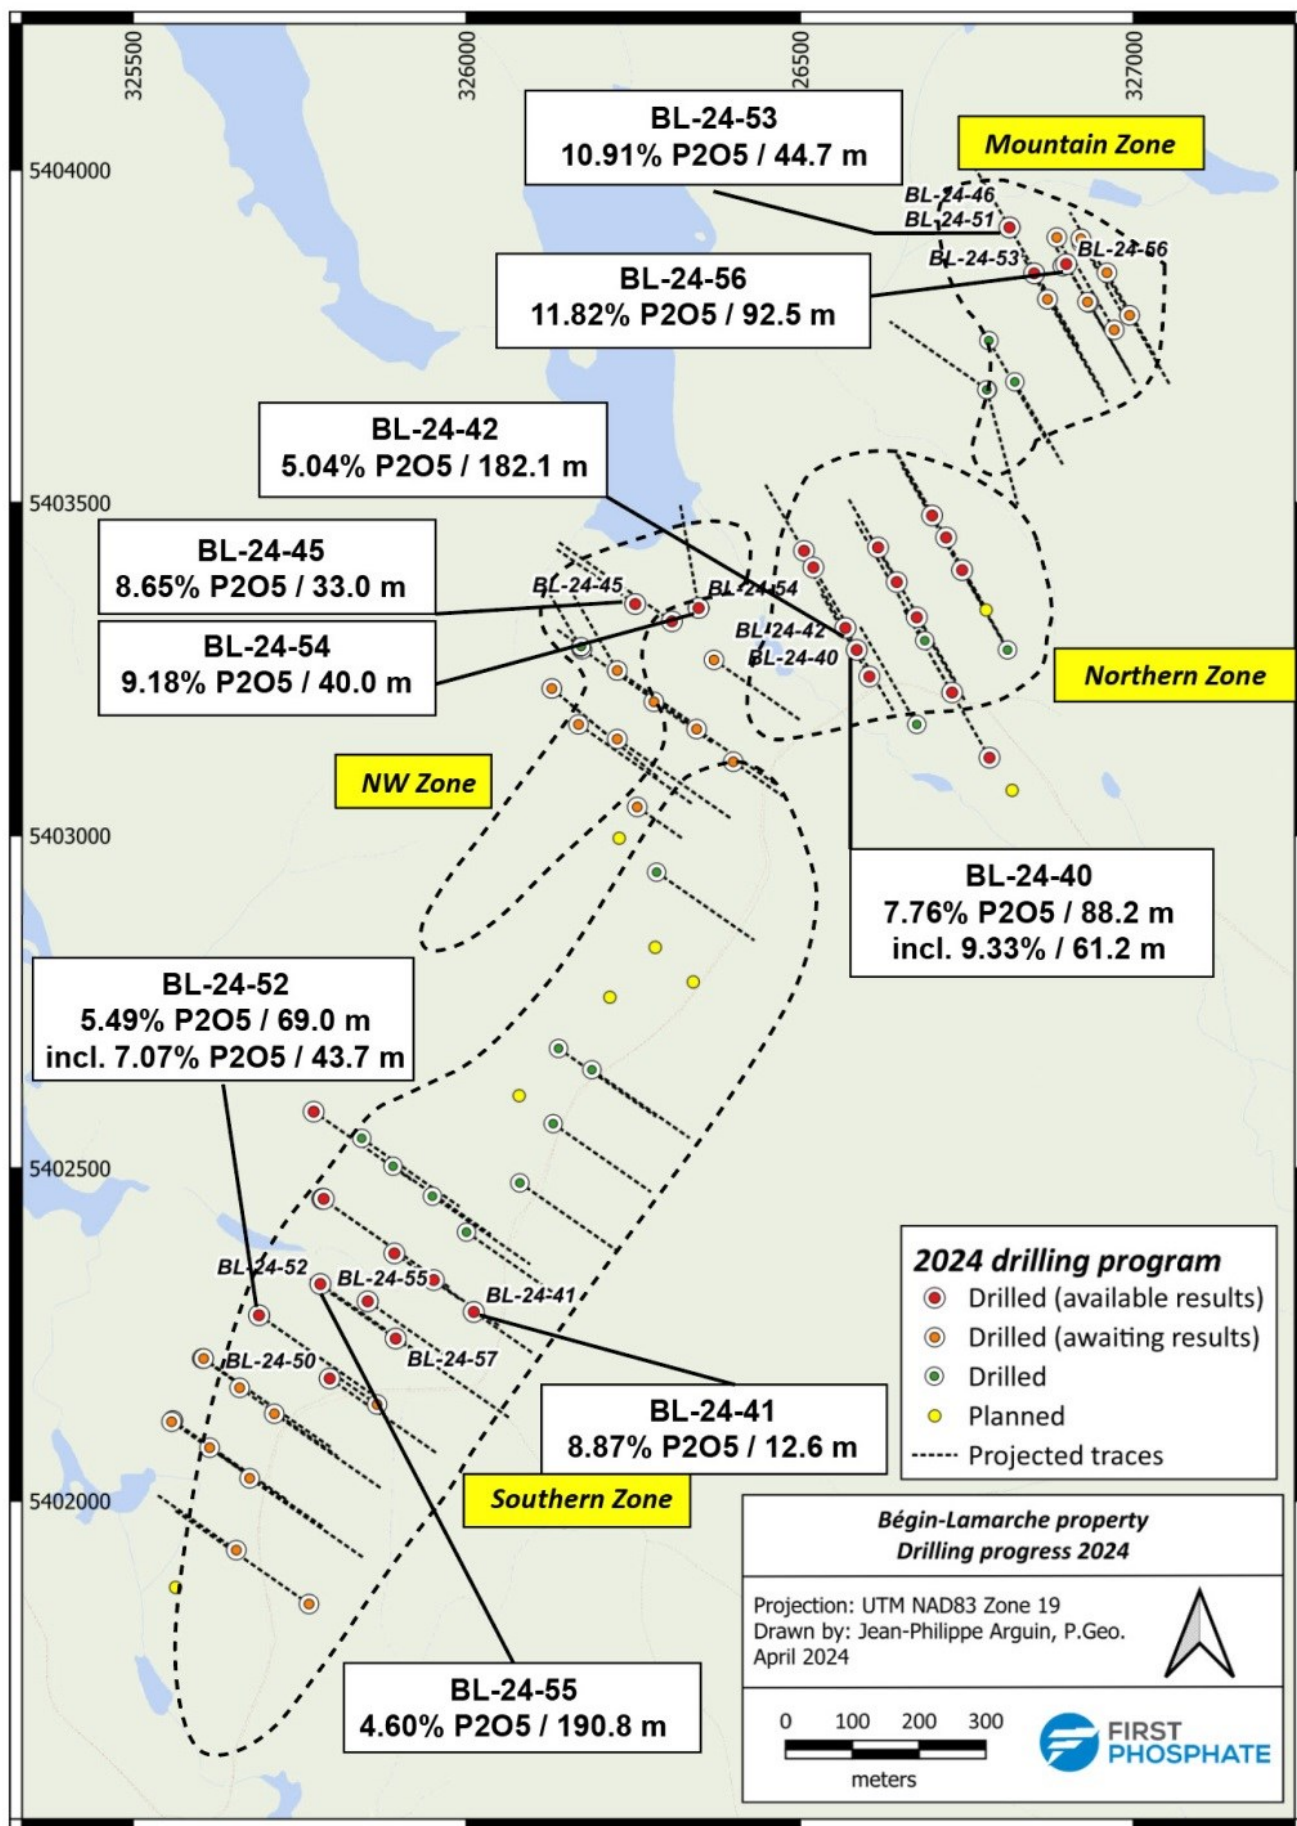 325500
326000
326500
327000
5404000
5403500
5403000
5402500
5402000
BL-24-53
10.91% P2O5 / 44.7 m
Mountain Zone
BL-24-46
BL-24-51
BL-24-53
BL-24-56
BL-24-56
11.82% P2O5 / 92.5 m
BL-24-42
5.04% P2O5 / 182.1 m
BL-24-45
8.65% P2O5 / 33.0 m
BL-24-45
BL-24-54
BL-24-54
9.18% P2O5 / 40.0 m
BL-24-42
BL-24-40
Northern Zone
NW Zone
BL-24-40
7.76% P2O5 / 88.2 m
incl. 9.33% / 61.2 m
BL-24-52
5.49% P2O5 / 69.0 m
incl. 7.07% P2O5 / 43.7 m
BL-24-52
BL-24-55
BL-24-41
BL-24-57
BL-24-50
BL-24-41
8.87% P2O5 / 12.6 m
Southern Zone
BL-24-55
4.60% P2O5 / 190.8 m
2024 drilling program
Drilled (available results)
Drilled (awaiting results)
Drilled
Planned
Projected traces
Bégin-Lamarche property
Drilling progress 2024
Projection: UTM NAD83 Zone 19
Drawn by: Jean-Philippe Arguin, P.Geo.
April 2024
0 100 200 300
meters
FIRST
PHOSPHATE